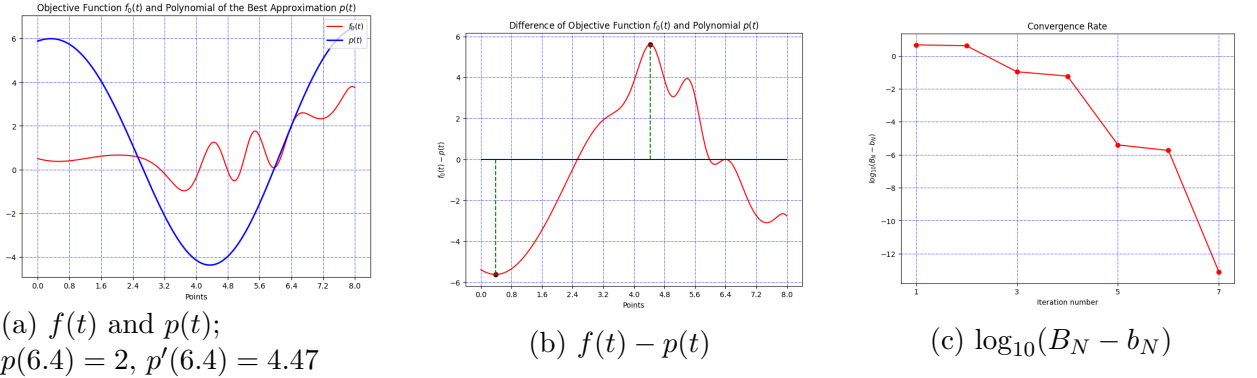 Objective Function f₀(t) and Polynomial of the Best Approximation p(t)
f₀(t)
p(t)
6
4
2
0
−2
−4
0.0 0.8 1.6 2.4 3.2 4.0 4.8 5.6 6.4 7.2 8.0
Points
(a) f(t) and p(t);
p(6.4) = 2, p′(6.4) = 4.47
Difference of Objective Function f₀(t) and Polynomial p(t)
f₀(t) − p(t)
6
4
2
0
−2
−4
−6
0.0 0.8 1.6 2.4 3.2 4.0 4.8 5.6 6.4 7.2 8.0
Points
(b) f(t) − p(t)
Convergence Rate
log₁₀(B_N − b_N)
0
−2
−4
−6
−8
−10
−12
1 3 5 7
Iteration number
(c) log₁₀(B_N − b_N)